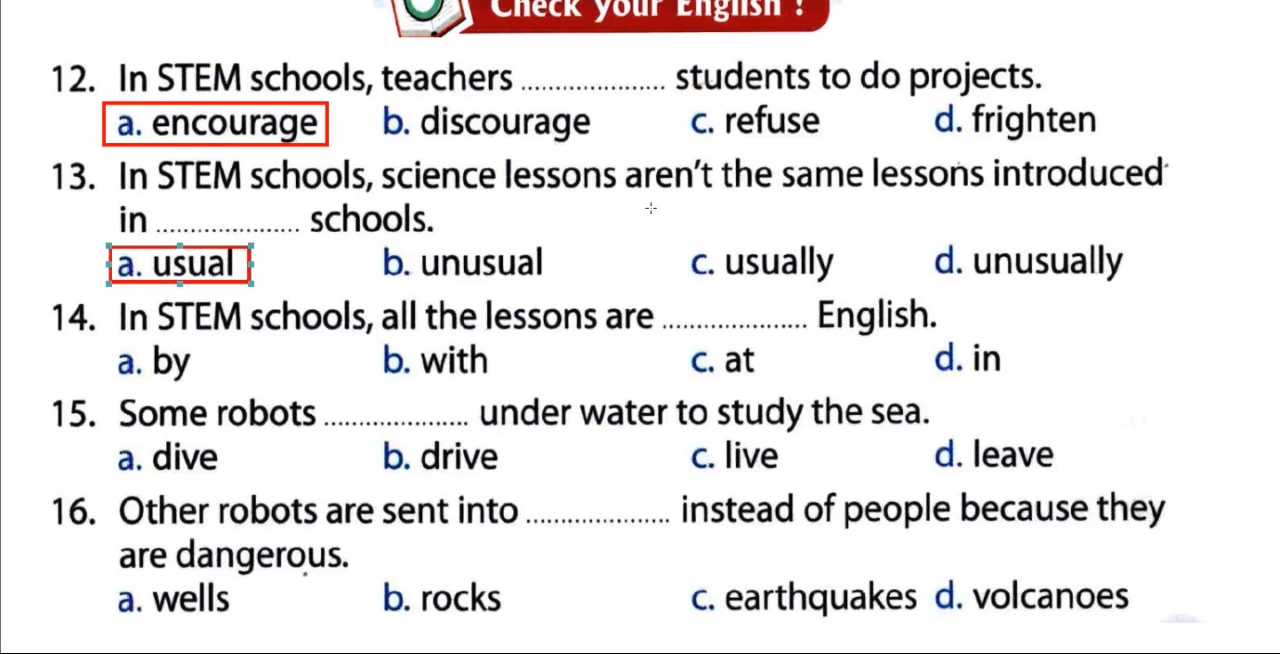 Check your English !
12. In STEM schools, teachers .................... students to do projects.
a. encourage b. discourage c. refuse d. frighten
13. In STEM schools, science lessons aren't the same lessons introduced
in .................... schools.
a. usual b. unusual c. usually d. unusually
14. In STEM schools, all the lessons are .................... English.
a. by b. with c. at d. in
15. Some robots .................... under water to study the sea.
a. dive b. drive c. live d. leave
16. Other robots are sent into .................... instead of people because they
are dangerous.
a. wells b. rocks c. earthquakes d. volcanoes